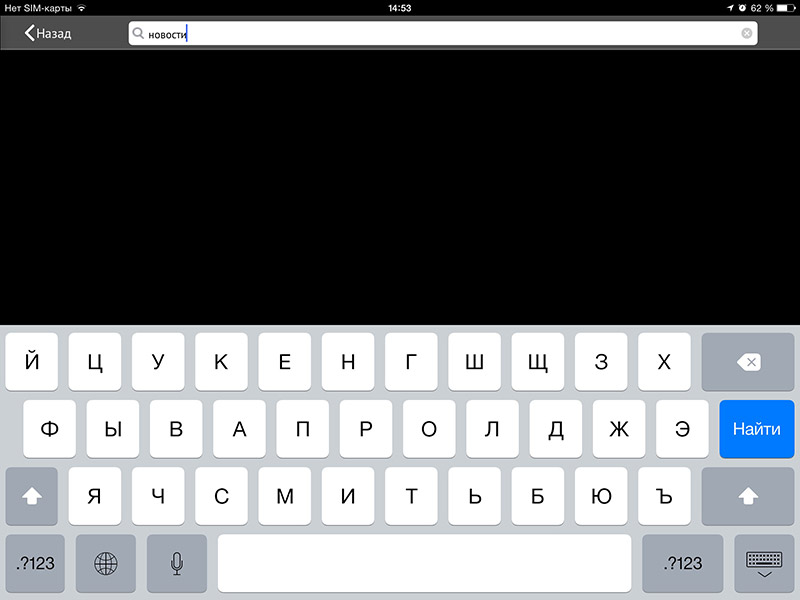 Нет SIM-карты 14:53 62 %
Назад новости
Й Ц У К Е Н Г Ш Щ З Х
Ф Ы В А П Р О Л Д Ж Э Найти
Я Ч С М И Т Ь Б Ю Ъ
.?123 .?123